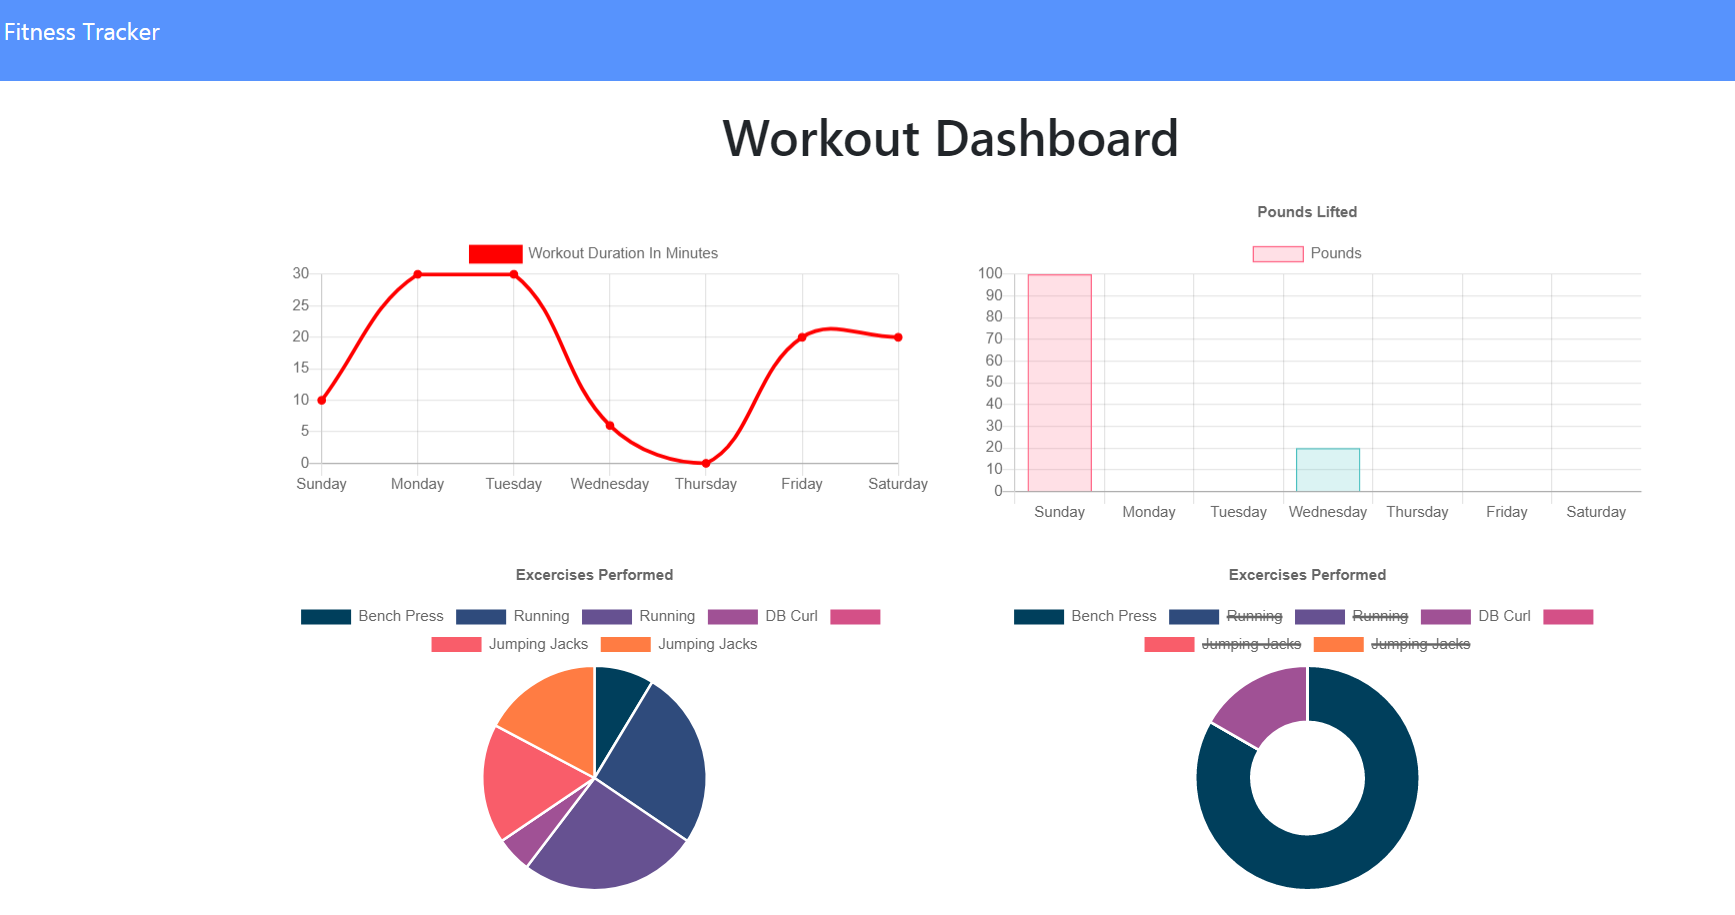 Fitness Tracker
Workout Dashboard
Workout Duration In Minutes
30
25
20
15
10
5
0
Sunday Monday Tuesday Wednesday Thursday Friday Saturday
Pounds Lifted
Pounds
100
90
80
70
60
50
40
30
20
10
0
Sunday Monday Tuesday Wednesday Thursday Friday Saturday
Excercises Performed
Bench Press Running Running DB Curl
Jumping Jacks Jumping Jacks
Excercises Performed
Bench Press Running Running DB Curl
Jumping Jacks Jumping Jacks